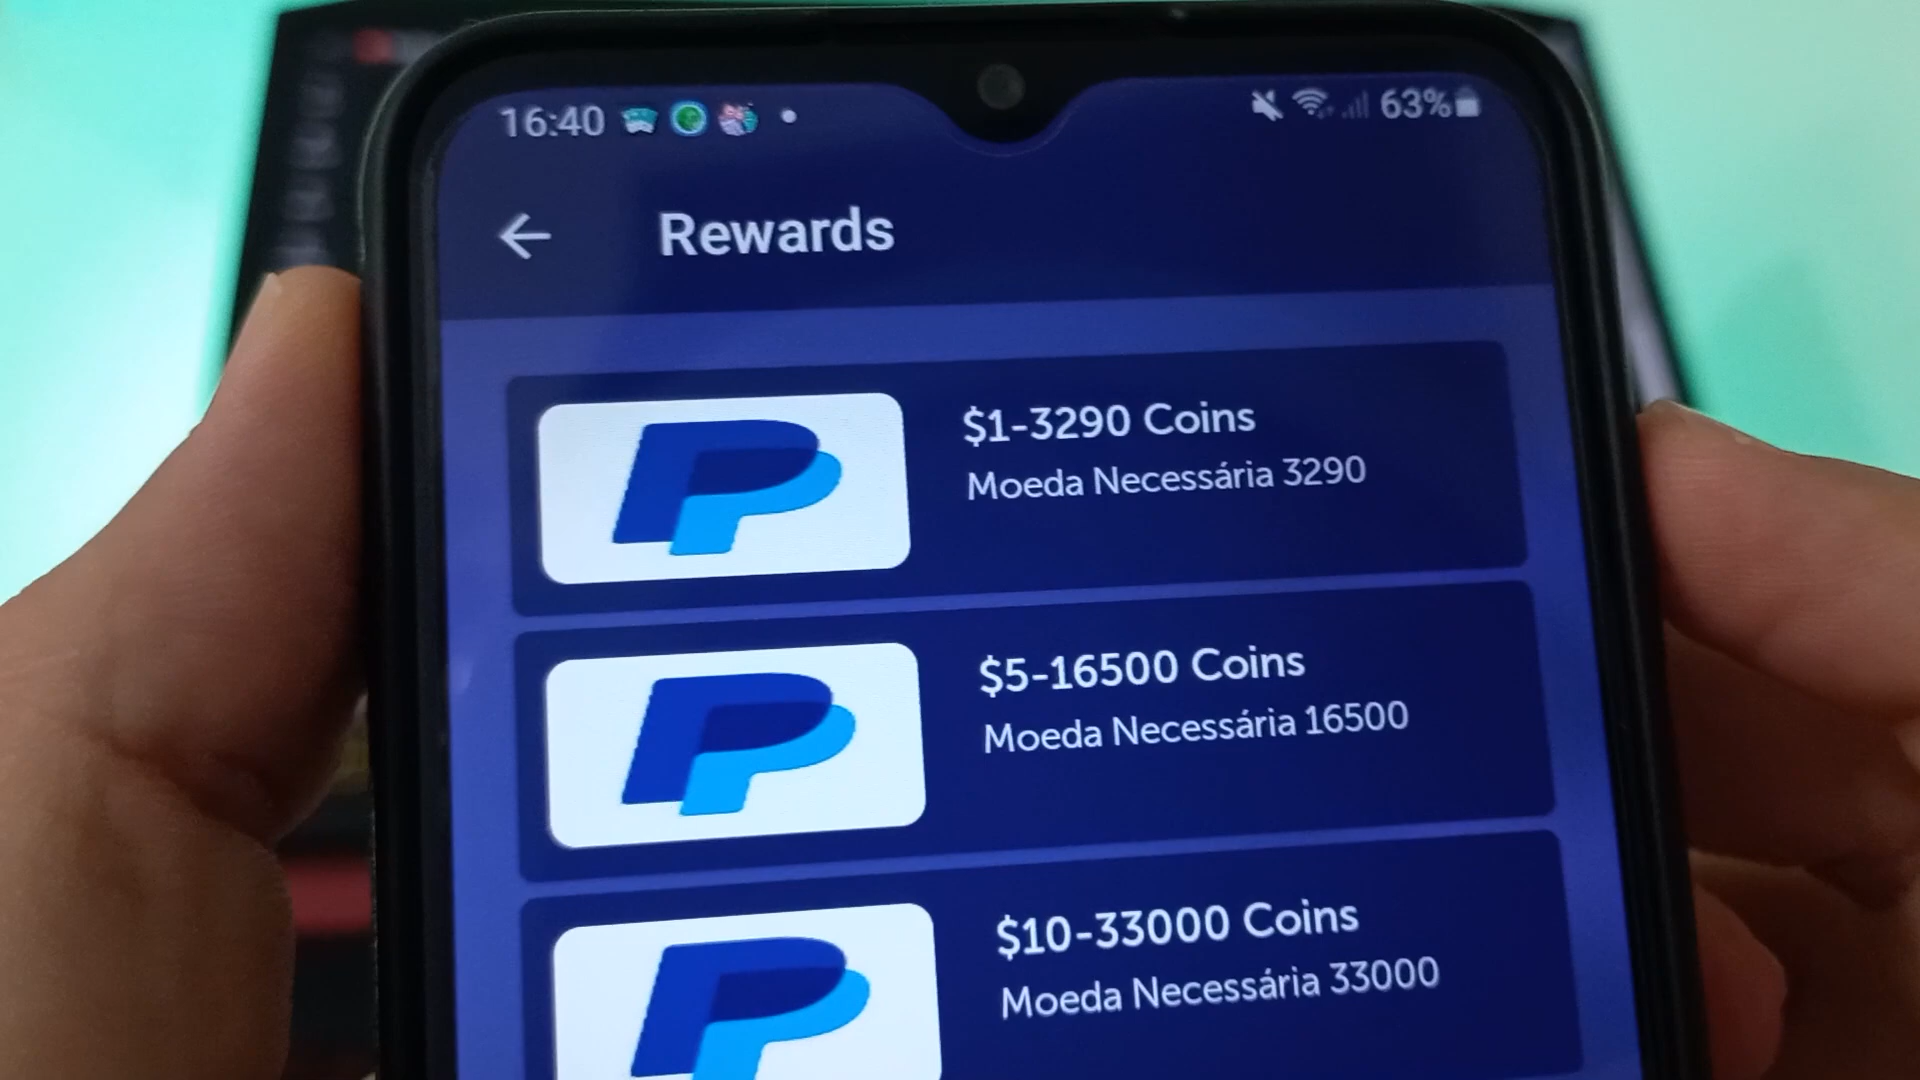 16:40
63%
Rewards
$1-3290 Coins
Moeda Necessária 3290
$5-16500 Coins
Moeda Necessária 16500
$10-33000 Coins
Moeda Necessária 33000